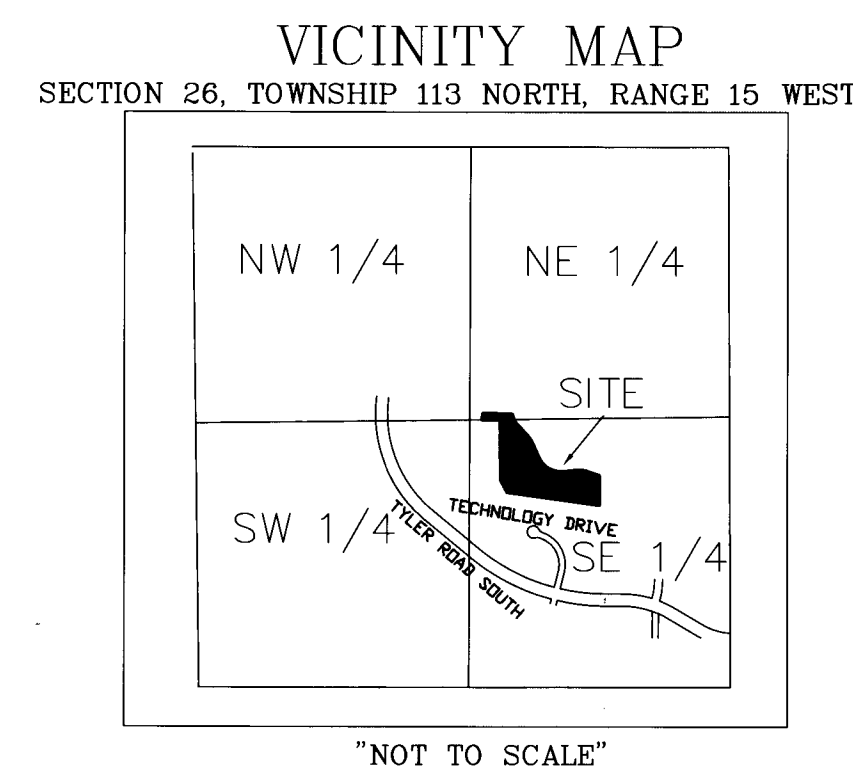 VICINITY MAP
SECTION 26, TOWNSHIP 113 NORTH, RANGE 15 WEST
NW 1/4
NE 1/4
SITE
SW 1/4
TYLER ROAD SOUTH
TECHNOLOGY DRIVE
SE 1/4
"NOT TO SCALE"